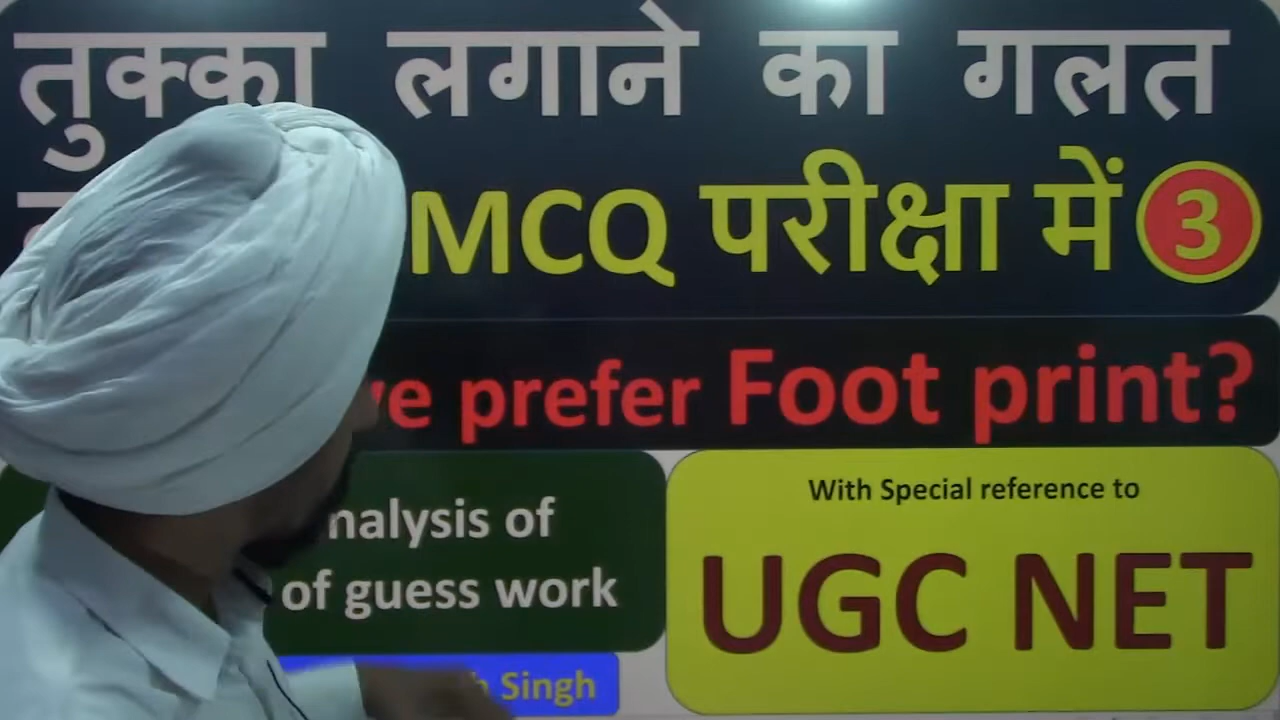 तुक्का लगाने का गलत
MCQ परीक्षा में 3
prefer Foot print?
of
of guess work
Singh
With Special reference to
UGC NET